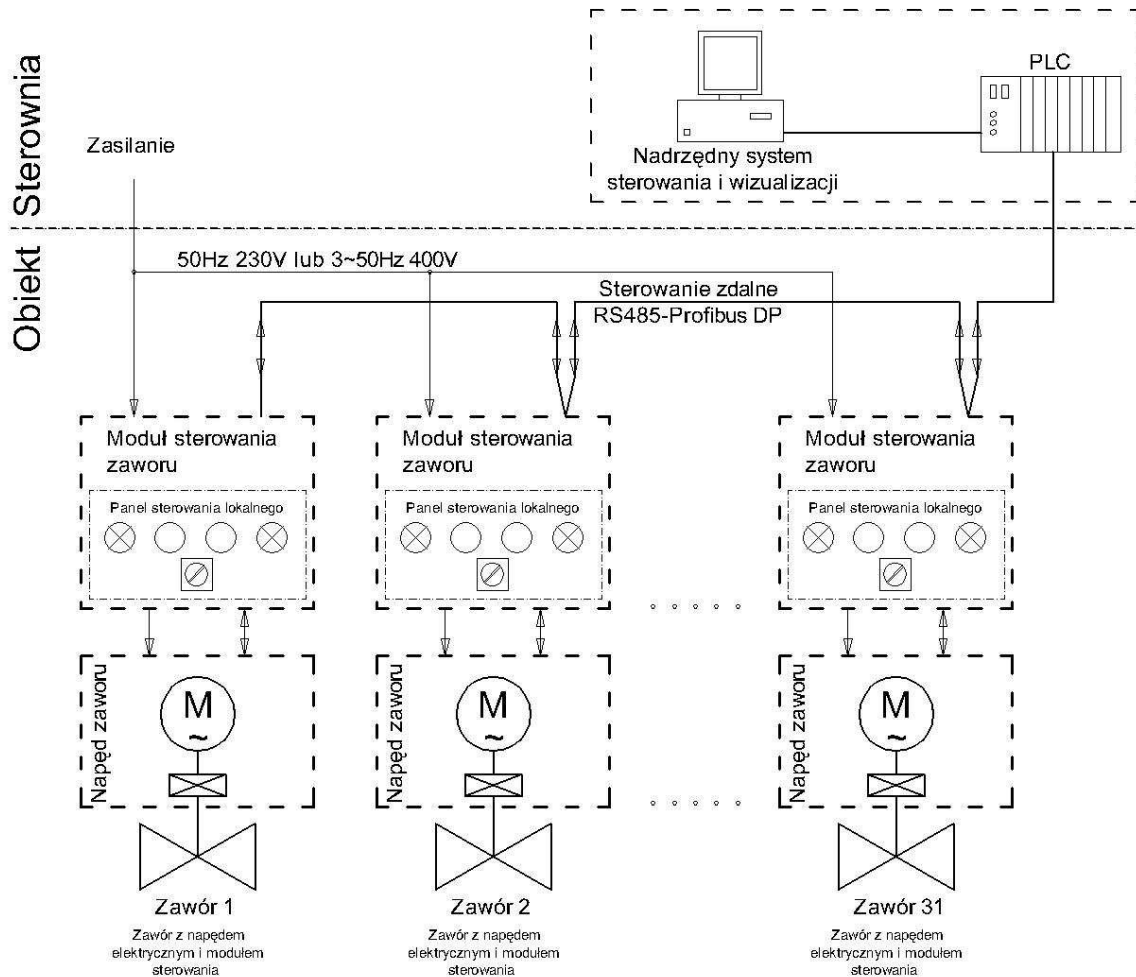 Sterownia
PLC
Zasilanie
Nadrzędny system
sterowania i wizualizacji
Obiekt
50Hz 230V lub 3~50Hz 400V
Sterowanie zdalne
RS485-Profibus DP
Moduł sterowania
zaworu
Panel sterowania lokalnego
Moduł sterowania
zaworu
Panel sterowania lokalnego
Moduł sterowania
zaworu
Panel sterowania lokalnego
Napęd zaworu
M
~
Napęd zaworu
M
~
Napęd zaworu
M
~
Zawór 1
Zawór z napędem
elektrycznym i modułem
sterowania
Zawór 2
Zawór z napędem
elektrycznym i modułem
sterowania
Zawór 31
Zawór z napędem
elektrycznym i modułem
sterowania